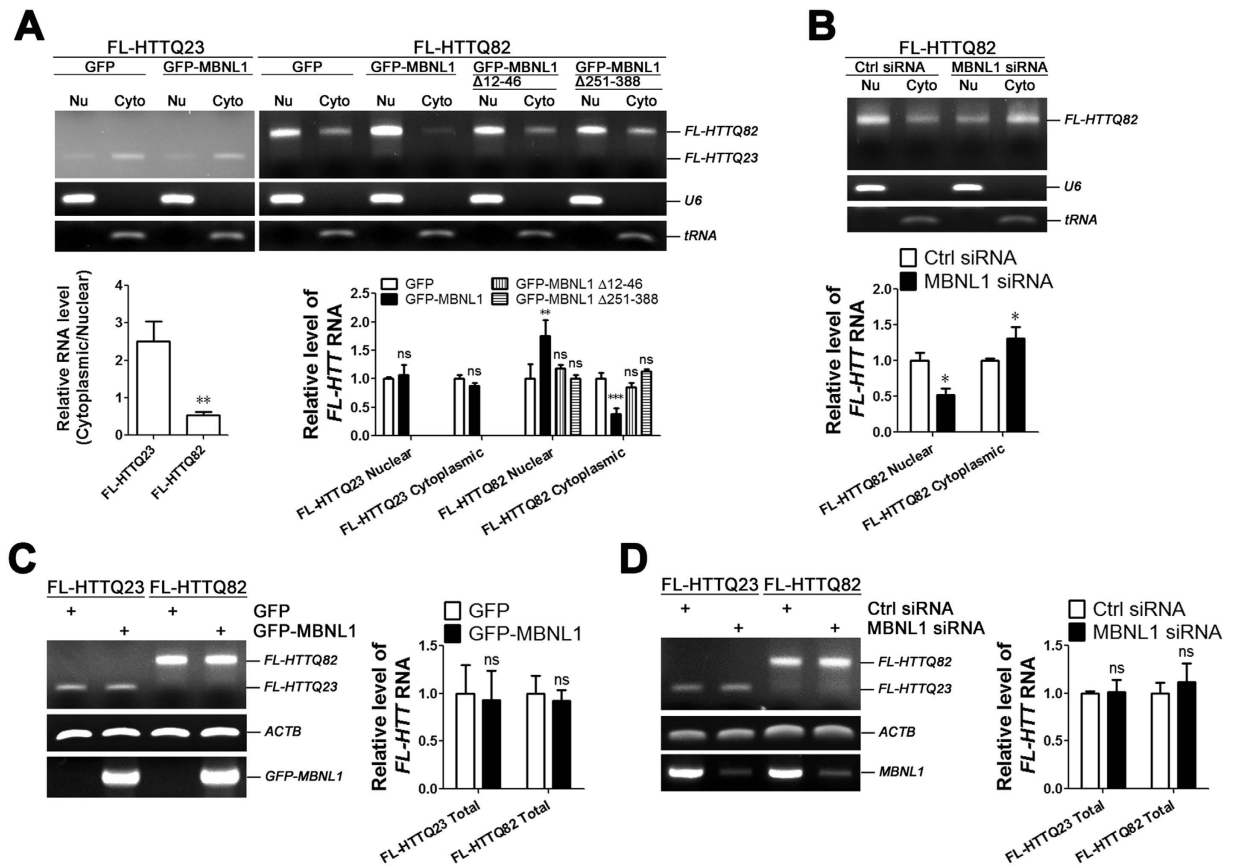 A
FL-HTTQ23 FL-HTTQ82
GFP GFP-MBNL1 GFP GFP-MBNL1 GFP-MBNL1 Δ12-46 GFP-MBNL1 Δ251-388
Nu Cyto Nu Cyto Nu Cyto Nu Cyto Nu Cyto Nu Cyto
FL-HTTQ82
FL-HTTQ23
U6
tRNA
Relative RNA level
(Cytoplasmic/Nuclear)
4
3
2
1
0
**
FL-HTTQ23
FL-HTTQ82
GFP
GFP-MBNL1
GFP-MBNL1 Δ12-46
GFP-MBNL1 Δ251-388
Relative level of
FL-HTT RNA
2.5
2.0
1.5
1.0
0.5
0.0
ns
ns
**
ns
ns
***
ns
ns
FL-HTTQ23 Nuclear
FL-HTTQ23 Cytoplasmic
FL-HTTQ82 Nuclear
FL-HTTQ82 Cytoplasmic
B
FL-HTTQ82
Ctrl siRNA MBNL1 siRNA
Nu Cyto Nu Cyto
FL-HTTQ82
U6
tRNA
Ctrl siRNA
MBNL1 siRNA
Relative level of
FL-HTT RNA
2.0
1.5
1.0
0.5
0.0
*
*
FL-HTTQ82 Nuclear
FL-HTTQ82 Cytoplasmic
C
FL-HTTQ23 FL-HTTQ82
+ + GFP
+ + GFP-MBNL1
FL-HTTQ82
FL-HTTQ23
ACTB
GFP-MBNL1
GFP
GFP-MBNL1
Relative level of
FL-HTT RNA
1.5
1.0
0.5
0.0
ns
ns
FL-HTTQ23 Total
FL-HTTQ82 Total
D
FL-HTTQ23 FL-HTTQ82
+ + Ctrl siRNA
+ + MBNL1 siRNA
FL-HTTQ82
FL-HTTQ23
ACTB
MBNL1
Ctrl siRNA
MBNL1 siRNA
Relative level of
FL-HTT RNA
1.5
1.0
0.5
0.0
ns
ns
FL-HTTQ23 Total
FL-HTTQ82 Total